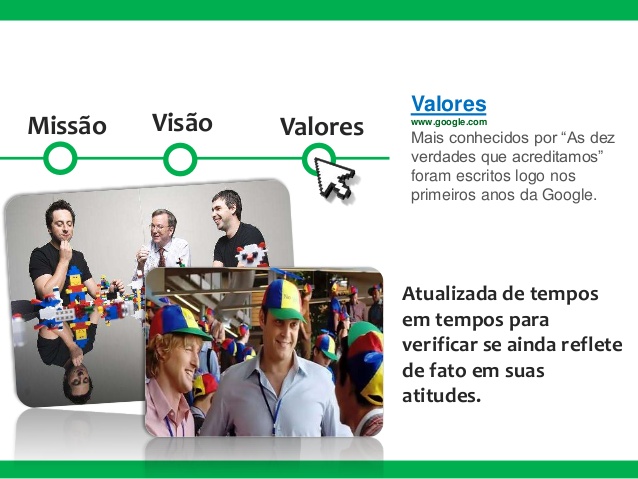 Missão
Visão
Valores
Valores
www.google.com
Mais conhecidos por “As dez
verdades que acreditamos”
foram escritos logo nos
primeiros anos da Google.
Atualizada de tempos
em tempos para
verificar se ainda reflete
de fato em suas
atitudes.